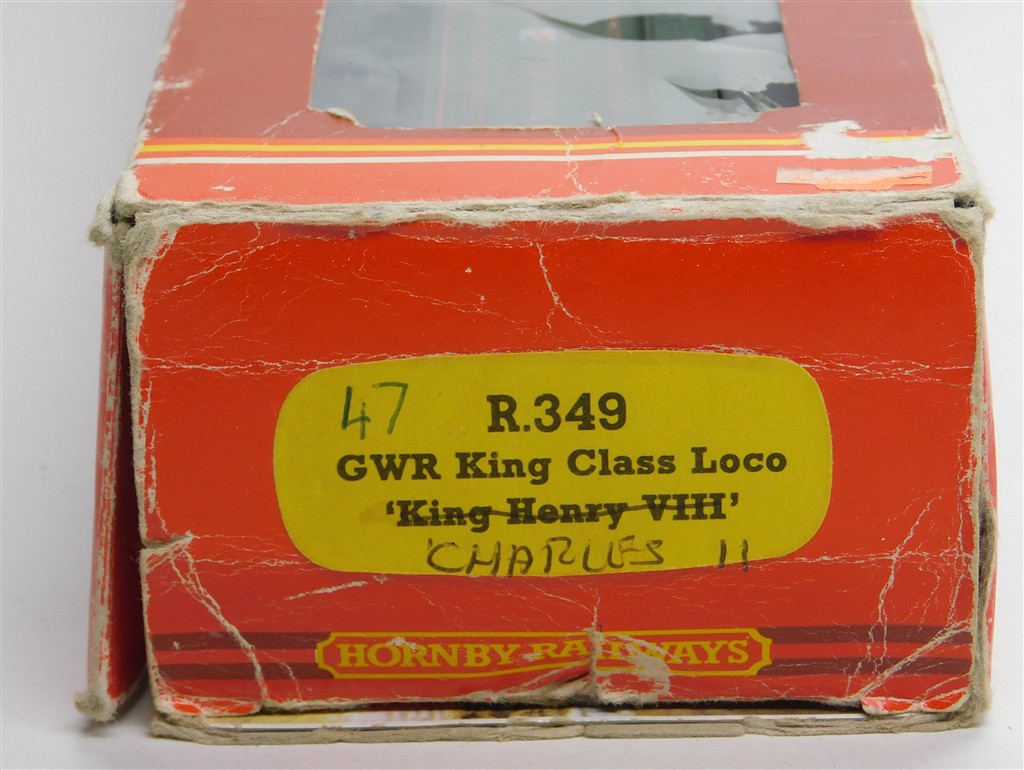 47 R.349
GWR King Class Loco
'King Henry VIII'
'CHARLES II
HORNBY RAILWAYS